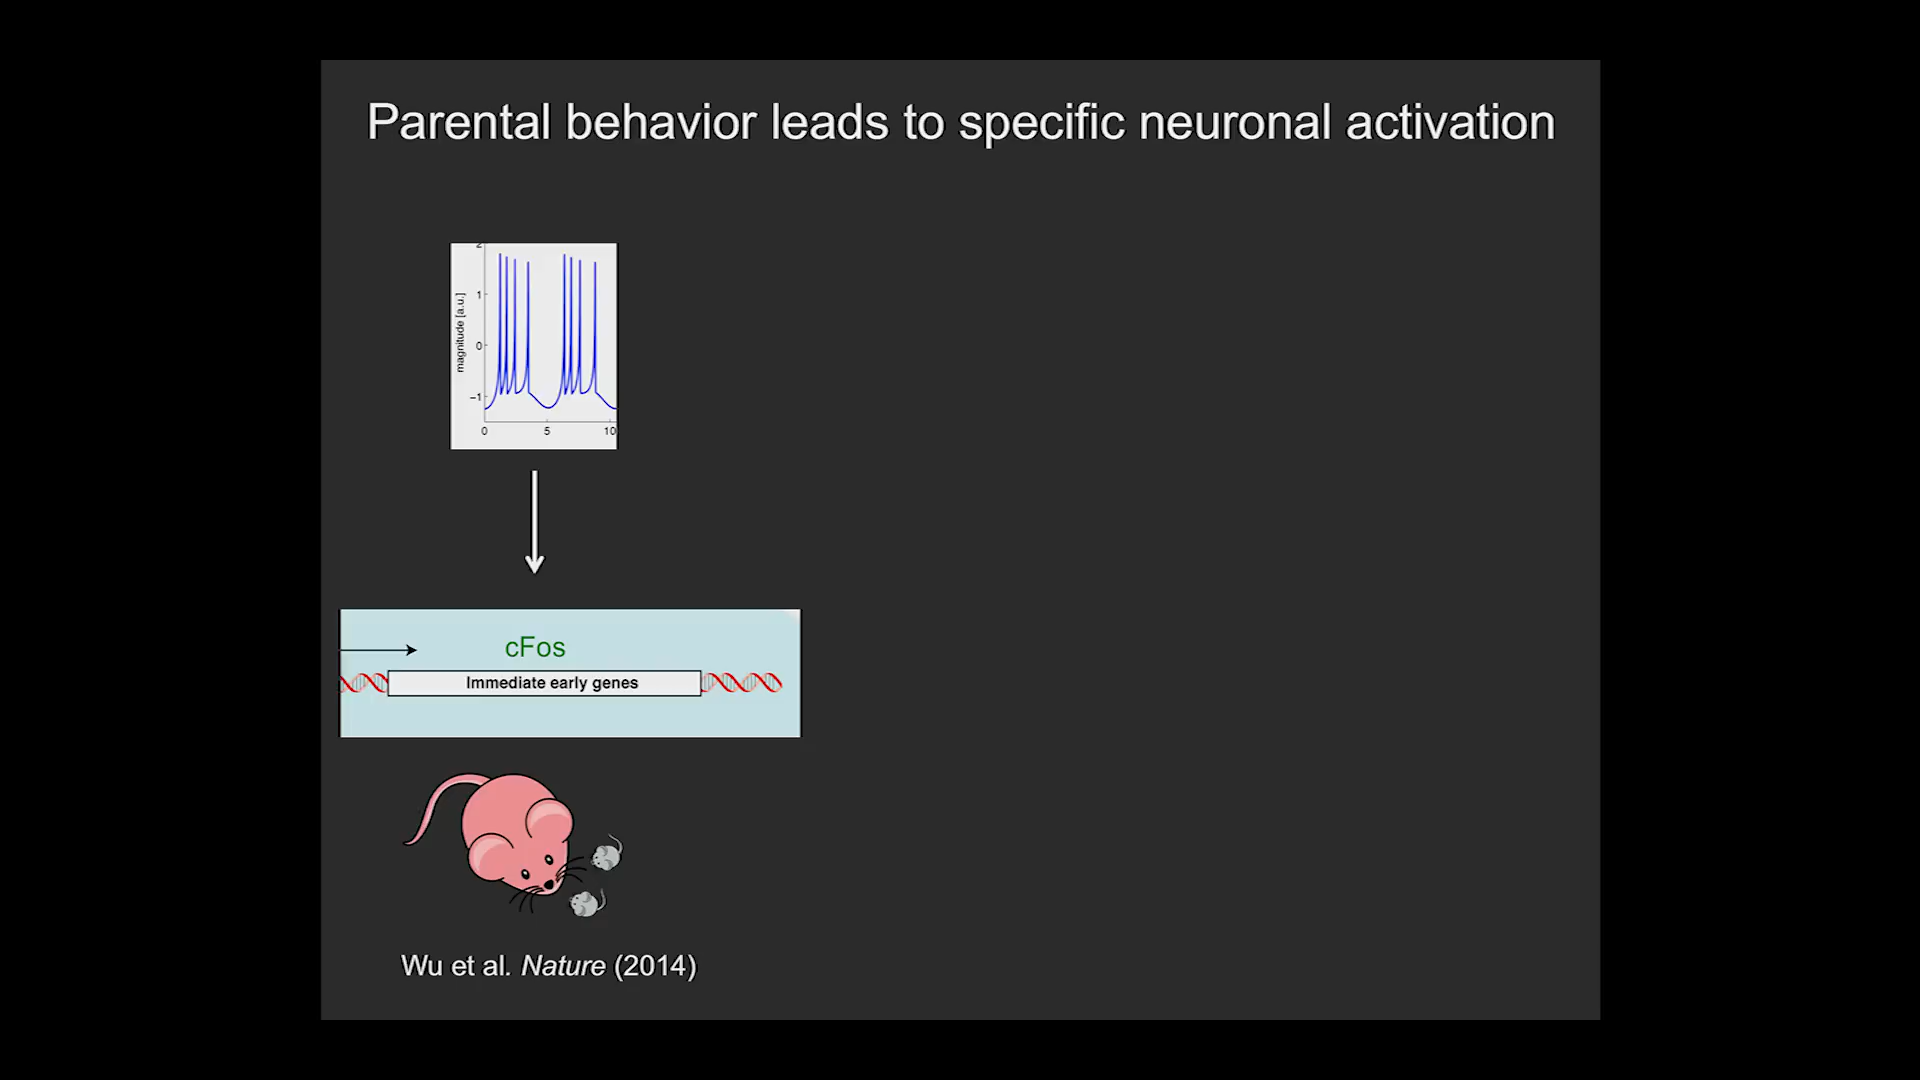 Parental behavior leads to specific neuronal activation
2
1
0
−1
magnitude [a.u.]
0 5 10
cFos
Immediate early genes
Wu et al. Nature (2014)